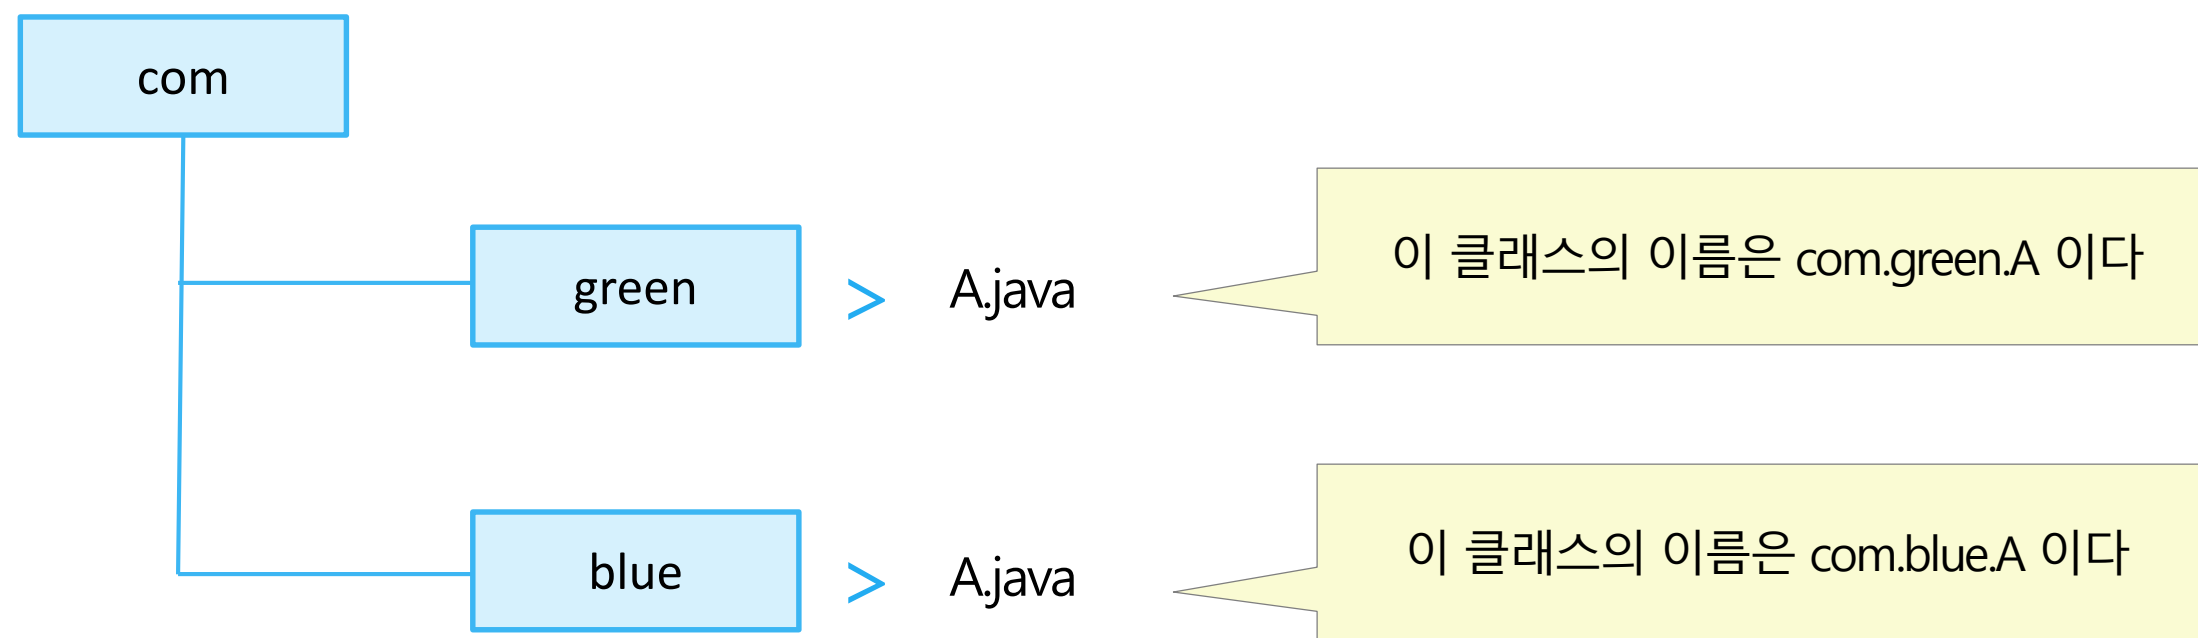 com
green
>
A.java
이 클래스의 이름은 com.green.A 이다
blue
>
A.java
이 클래스의 이름은 com.blue.A 이다